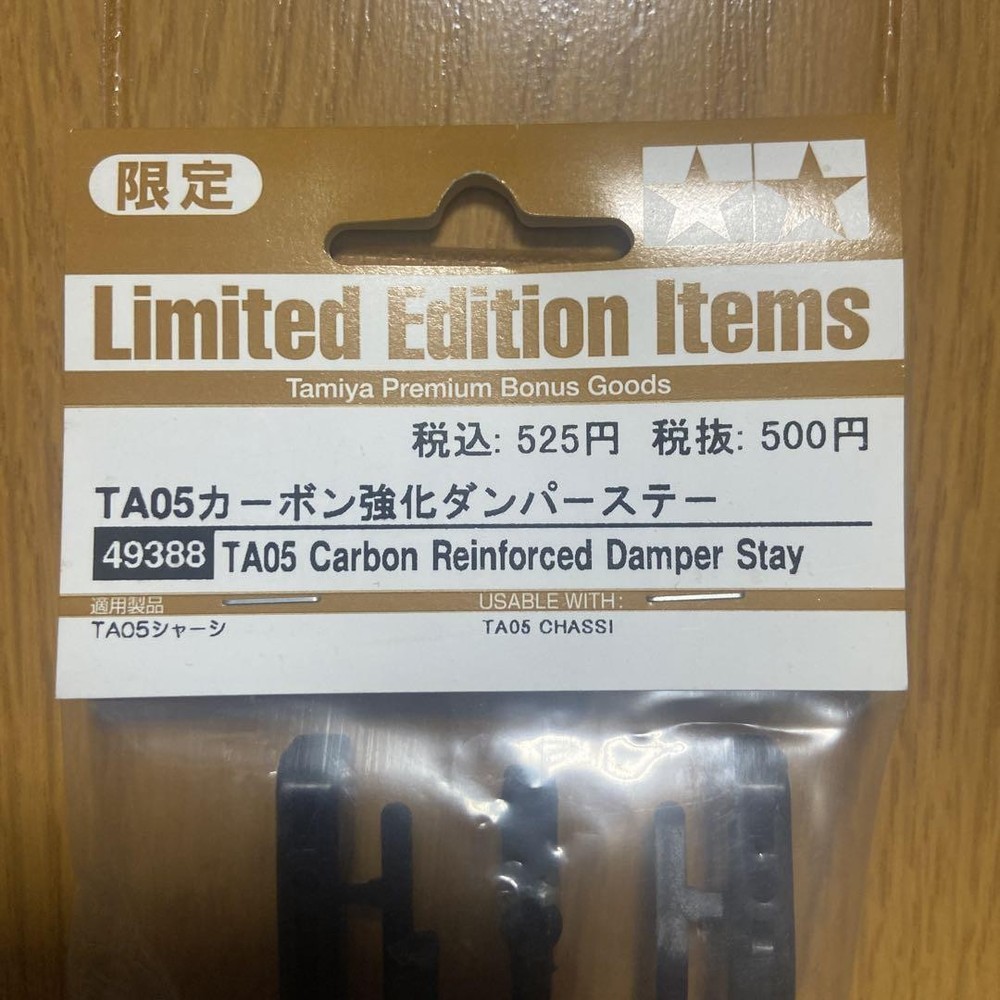 限定
Limited Edition Items
Tamiya Premium Bonus Goods
税込: 525円 税抜: 500円
TA05カーボン強化ダンパーステー
49388 TA05 Carbon Reinforced Damper Stay
適用製品 USABLE WITH:
TA05シャーシ TA05 CHASSI